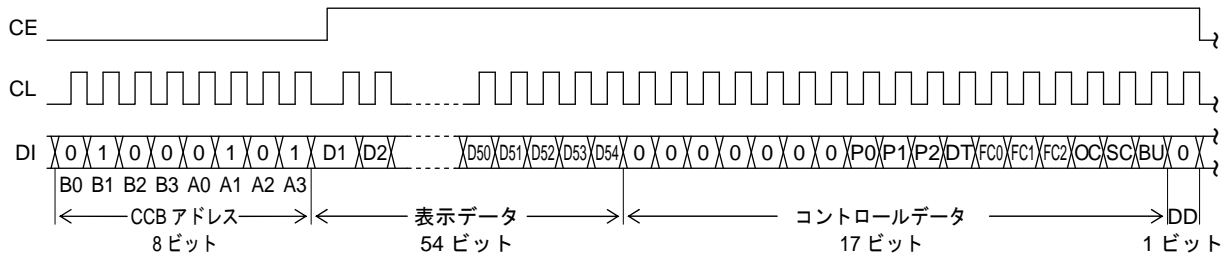 CE
CL
DI 0 1 0 0 0 1 0 1 D1 D2 D50 D51 D52 D53 D54 0 0 0 0 0 0 0 P0 P1 P2 DT FC0 FC1 FC2 OC SC BU 0
B0 B1 B2 B3 A0 A1 A2 A3
CCB アドレス 表示データ コントロールデータ DD
8 ビット 54 ビット 17 ビット 1 ビット